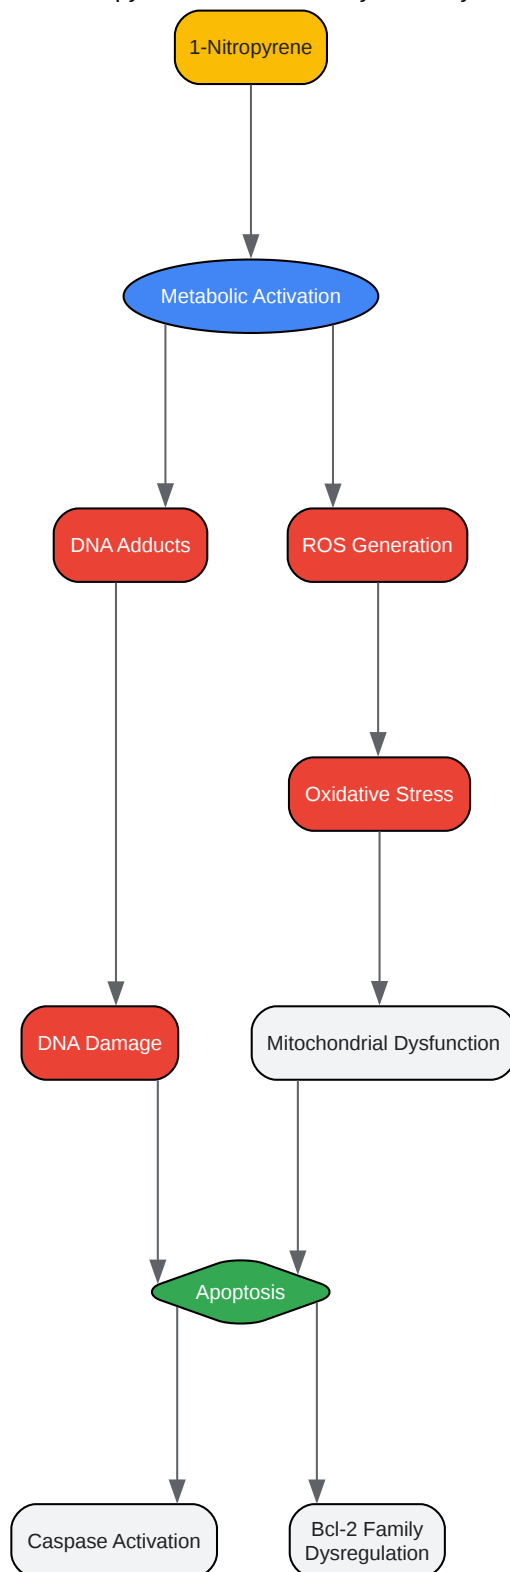 1-Nitropyrene
Metabolic Activation
DNA Adducts
ROS Generation
Oxidative Stress
DNA Damage
Mitochondrial Dysfunction
Apoptosis
Caspase Activation
Bcl-2 Family
Dysregulation